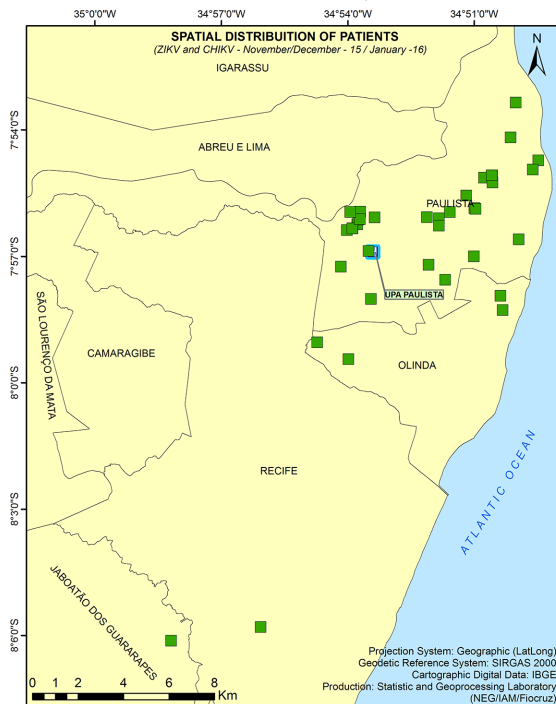 35°0'0"W 34°57'0"W 34°54'0"W 34°51'0"W
SPATIAL DISTRIBUITION OF PATIENTS
(ZIKV and CHIKV - November/December - 15 / January -16)
N
IGARASSU
7°54'0"S
ABREU E LIMA
PAULISTA
7°57'0"S
UPA PAULISTA
SÃO LOURENÇO DA MATA
CAMARAGIBE
OLINDA
8°0'0"S
RECIFE
ATLANTIC OCEAN
8°3'0"S
JABOATÃO DOS GUARARAPES
8°6'0"S
Projection System: Geographic (LatLong)
Geodetic Reference System: SIRGAS 2000
Cartographic Digital Data: IBGE
Production: Statistic and Geoprocessing Laboratory
(NEG/IAM/Fiocruz)
0 1 2 4 6 8
Km